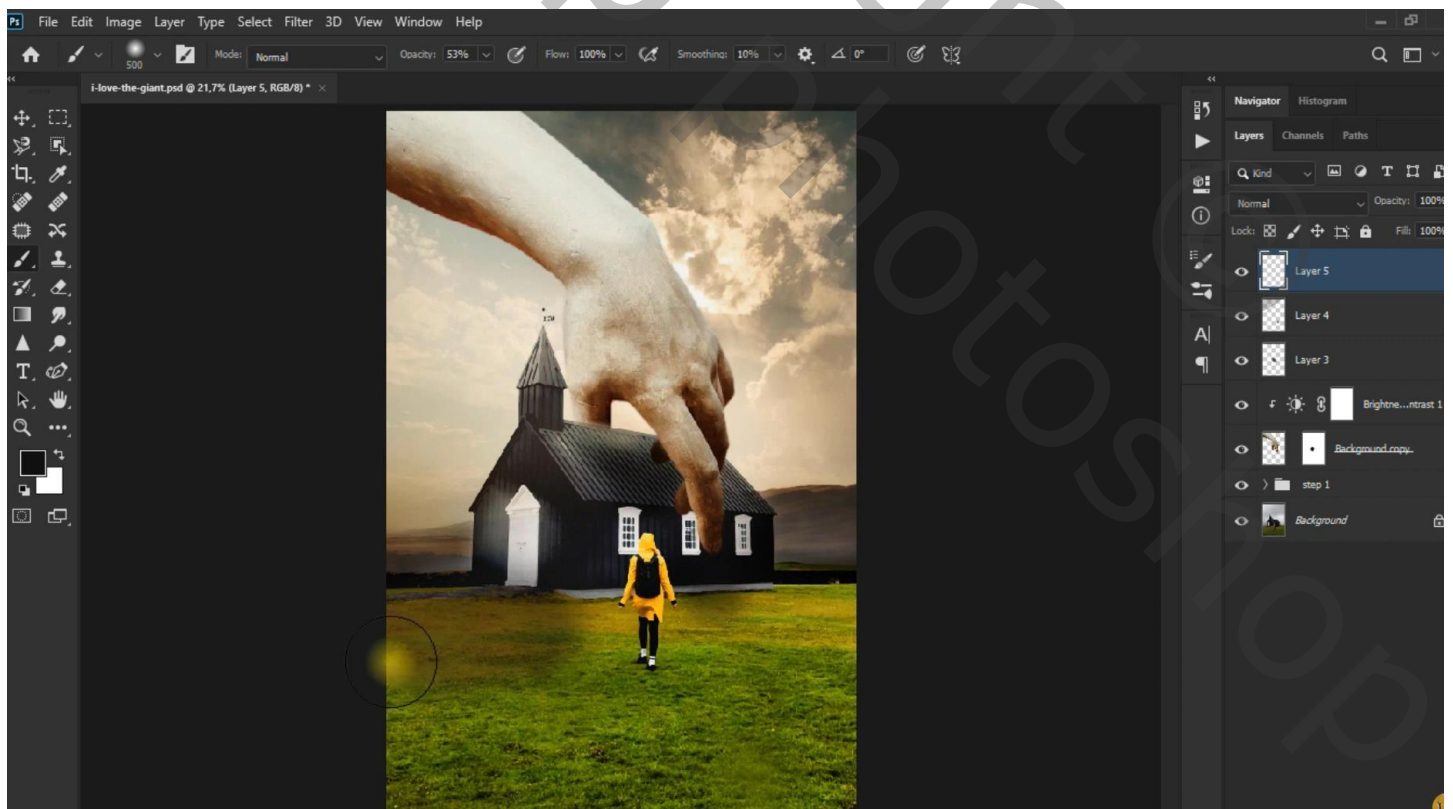 Ps File Edit Image Layer Type Select Filter 3D View Window Help
500 Mode: Normal Opacity: 53% Flow: 100% Smoothing: 10% 0°
i-love-the-giant.psd @ 21,7% (Layer 5, RGB/8) * ×
Navigator Histogram
Layers Channels Paths
Kind T
Normal Opacity: 100%
Lock: Fill: 100%
Layer 5
Layer 4
Layer 3
Brightne...ntrast 1
Background copy
step 1
Background
A
photoshop